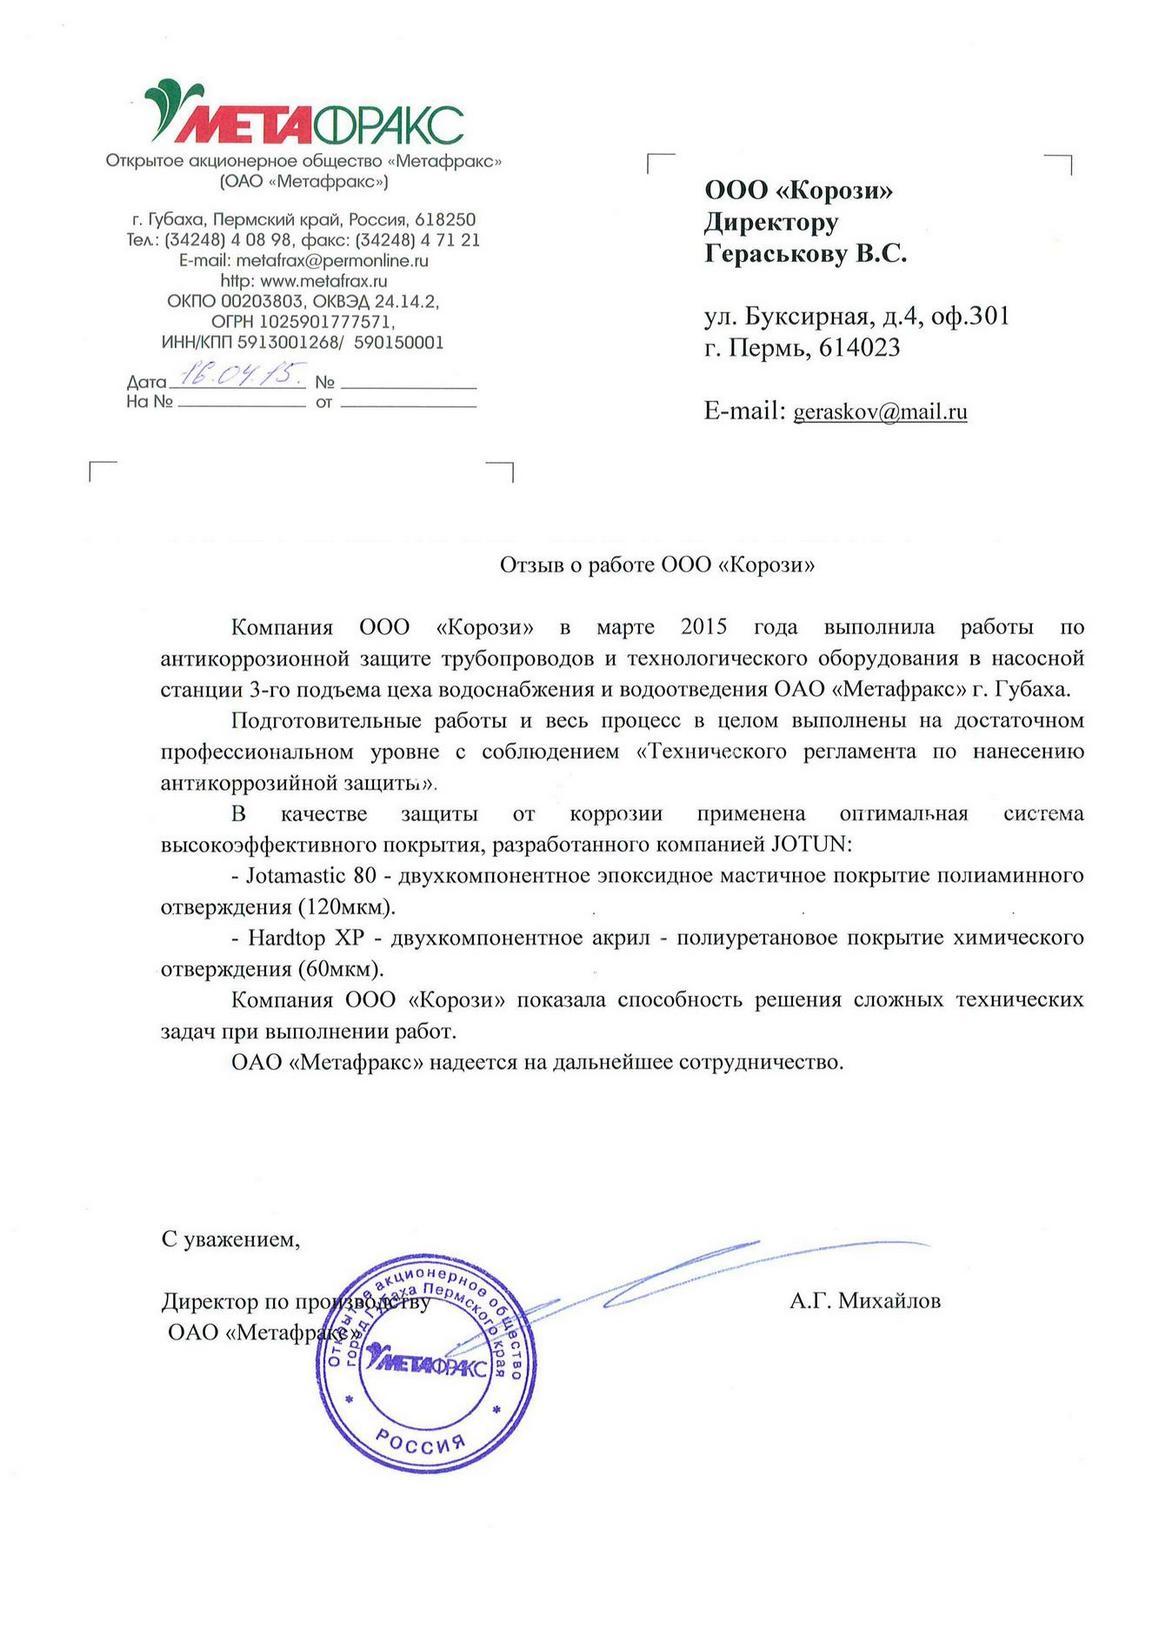 МЕТАФРАКС
Открытое акционерное общество «Метафракс»
(ОАО «Метафракс»)
г. Губаха, Пермский край, Россия, 618250
Тел.: (34248) 4 08 98, факс: (34248) 4 71 21
E-mail: metafrax@permonline.ru
http: www.metafrax.ru
ОКПО 00203803, ОКВЭД 24.14.2,
ОГРН 1025901777571,
ИНН/КПП 5913001268/ 590150001
Дата 16.04.15. №
На № от
ООО «Корози»
Директору
Гераськову В.С.
ул. Буксирная, д.4, оф.301
г. Пермь, 614023
E-mail: geraskov@mail.ru
Отзыв о работе ООО «Корози»
Компания ООО «Корози» в марте 2015 года выполнила работы по
антикоррозионной защите трубопроводов и технологического оборудования в насосной
станции 3-го подъема цеха водоснабжения и водоотведения ОАО «Метафракс» г. Губаха.
Подготовительные работы и весь процесс в целом выполнены на достаточном
профессиональном уровне с соблюдением «Технического регламента по нанесению
антикоррозийной защиты».
В качестве защиты от коррозии применена оптимальная система
высокоэффективного покрытия, разработанного компанией JOTUN:
- Jotamastic 80 - двухкомпонентное эпоксидное мастичное покрытие полиаминного
отверждения (120мкм).
- Hardtop XP - двухкомпонентное акрил - полиуретановое покрытие химического
отверждения (60мкм).
Компания ООО «Корози» показала способность решения сложных технических
задач при выполнении работ.
ОАО «Метафракс» надеется на дальнейшее сотрудничество.
С уважением,
Директор по производству
ОАО «Метафракс»
А.Г. Михайлов
Открытое акционерное общество
город Губаха Пермского края
МЕТАФРАКС
* РОССИЯ *